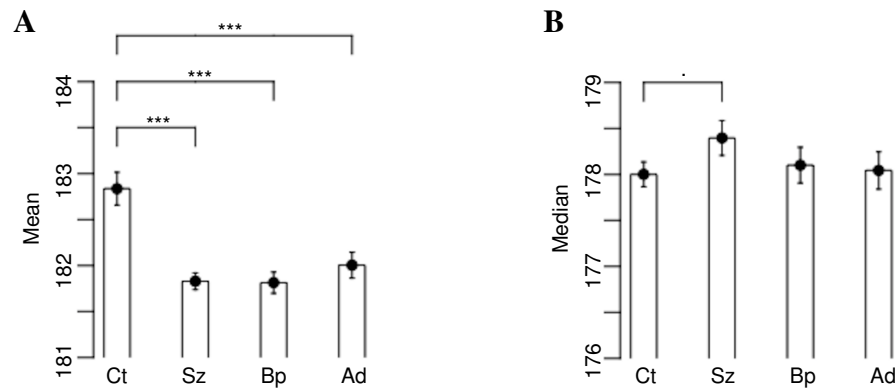 A
***
***
***
Mean
184
183
182
181
Ct Sz Bp Ad
B
.
Median
179
178
177
176
Ct Sz Bp Ad